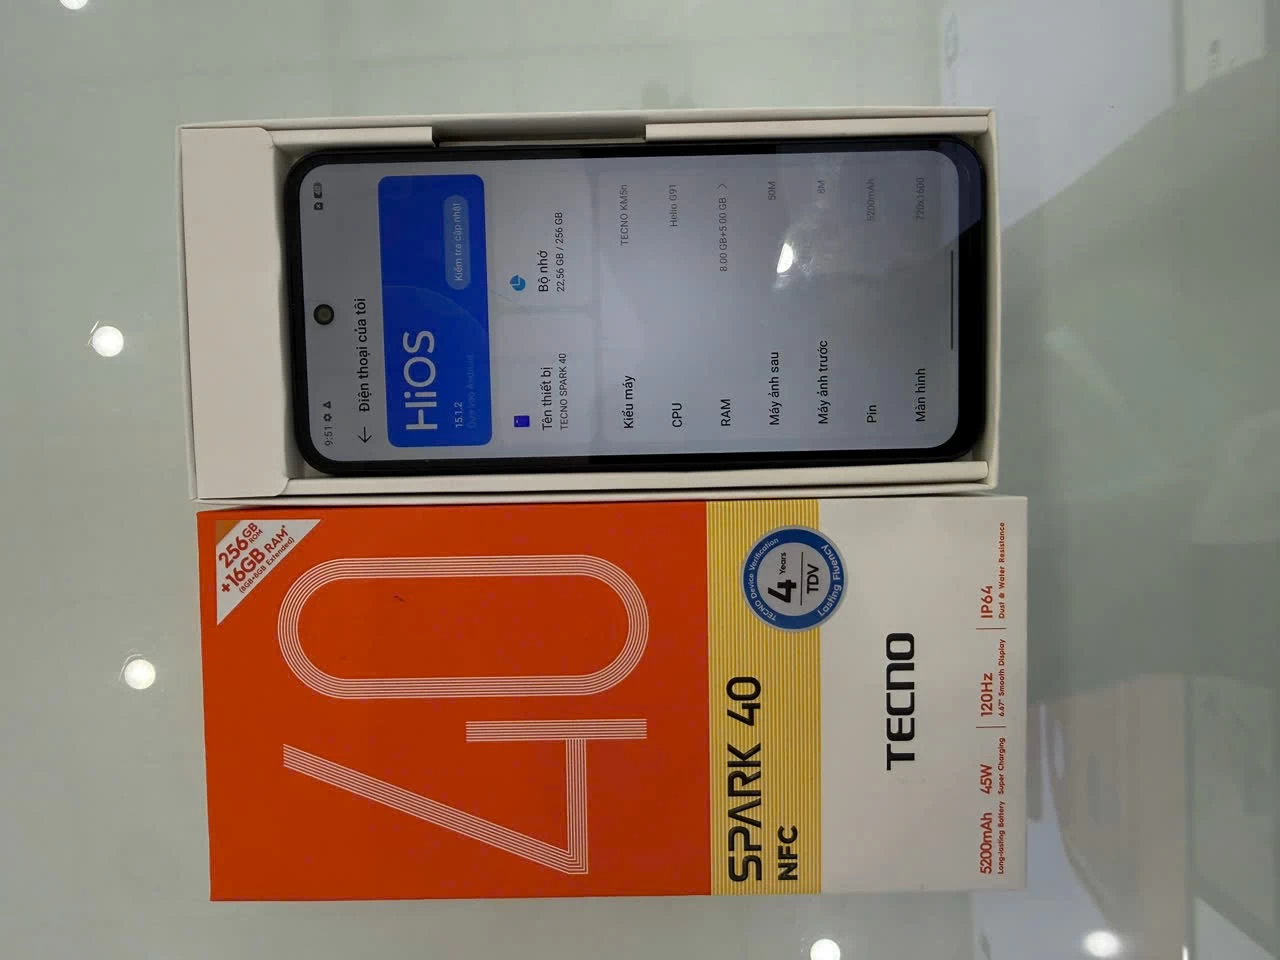 9:51
Điện thoại của tôi
HiOS
15.1.2
Dựa vào Android
Kiểm tra cập nhật
Tên thiết bị
TECNO SPARK 40
Bộ nhớ
22,56 GB / 256 GB
Kiểu máy TECNO KM5n
CPU Helio G91
RAM 8.00 GB+5.00 GB >
Máy ảnh sau 50M
Máy ảnh trước 8M
Pin 5200mAh
Màn hình 720x1600
256GB ROM
+16GB RAM*
(8GB+8GB Extended)
40
SPARK 40
NFC
TECNO Device Verification
4 Years
TDV
Lasting Fluency
TECNO
5200mAh
Long-lasting Battery
45W
Super Charging
120Hz
6.67" Smooth Display
IP64
Dust & Water Resistance